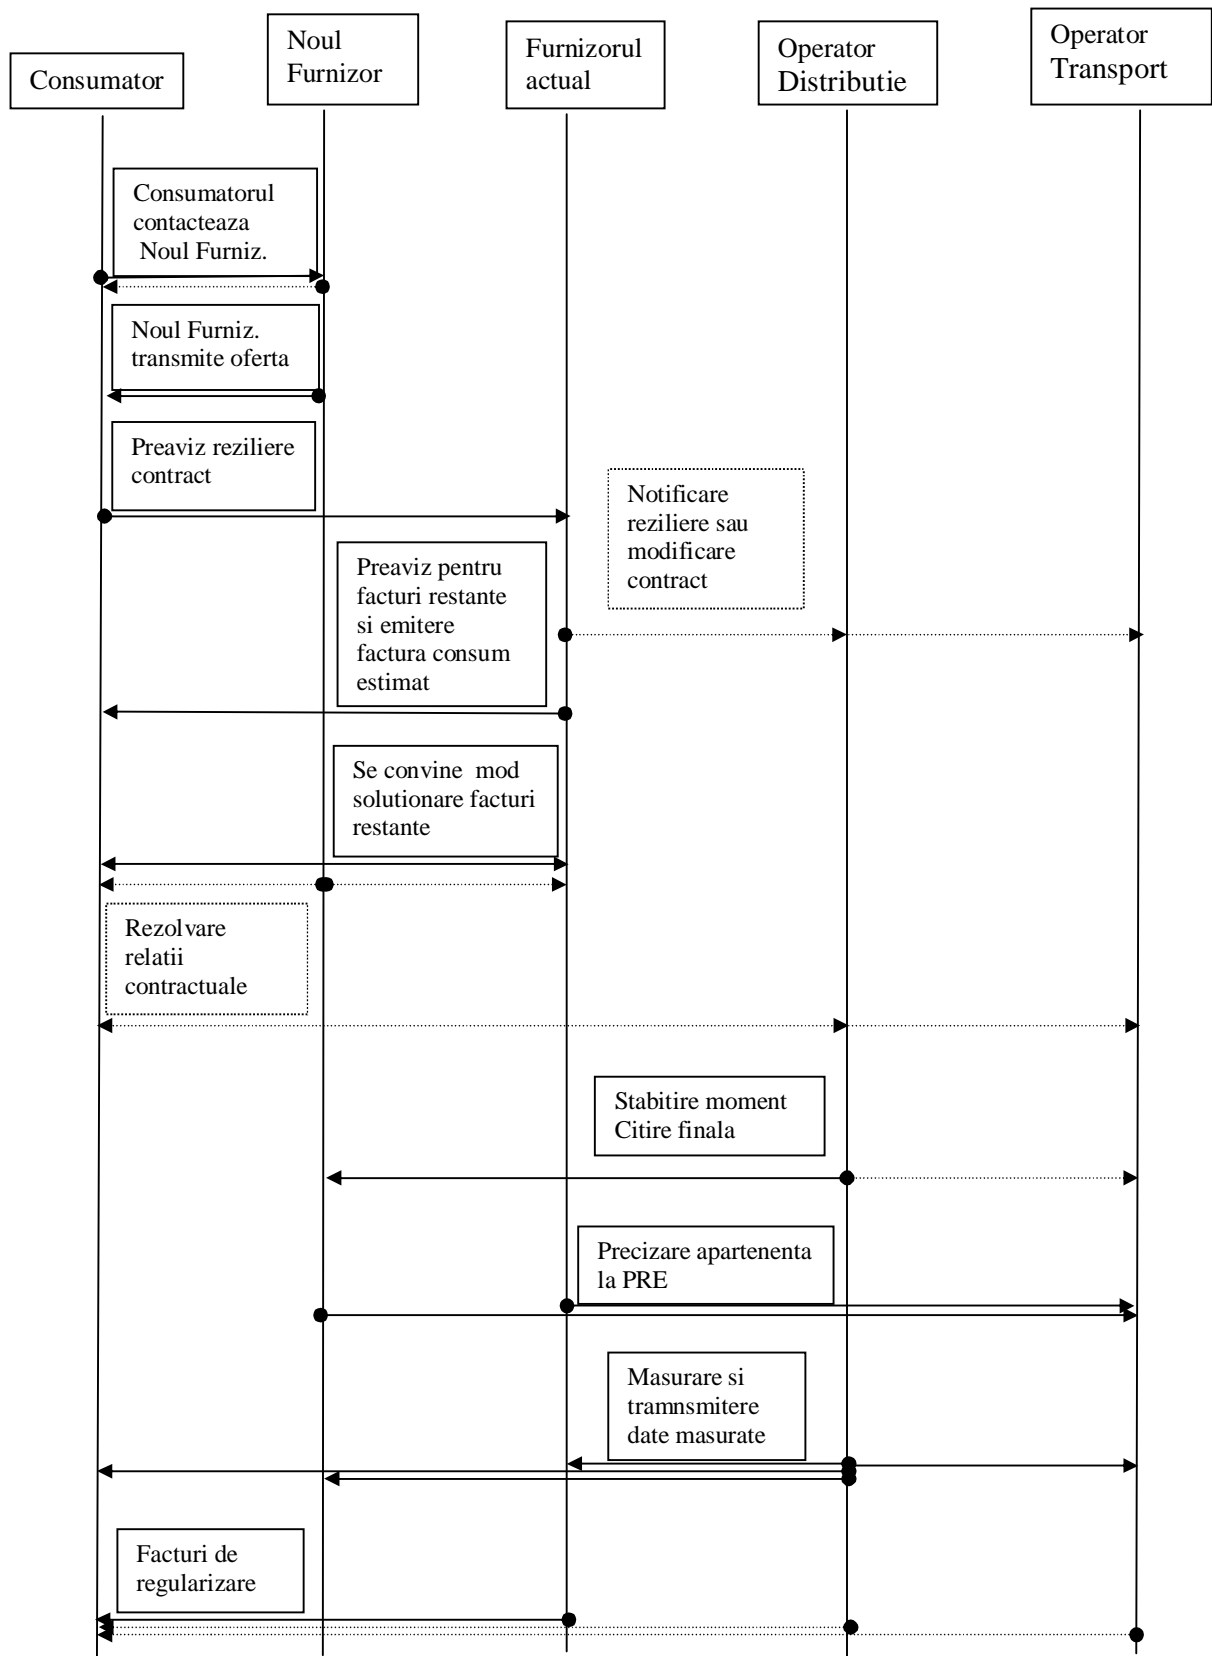 Consumator
Noul
Furnizor
Furnizorul
actual
Operator
Distributie
Operator
Transport
Consumatorul
contacteaza
Noul Furniz.
Noul Furniz.
transmite oferta
Preaviz reziliere
contract
Notificare
reziliere sau
modificare
contract
Preaviz pentru
facturi restante
si emitere
factura consum
estimat
Se convine mod
solutionare facturi
restante
Rezolvare
relatii
contractuale
Stabitire moment
Citire finala
Precizare apartenenta
la PRE
Masurare si
tramnsmitere
date masurate
Facturi de
regularizare